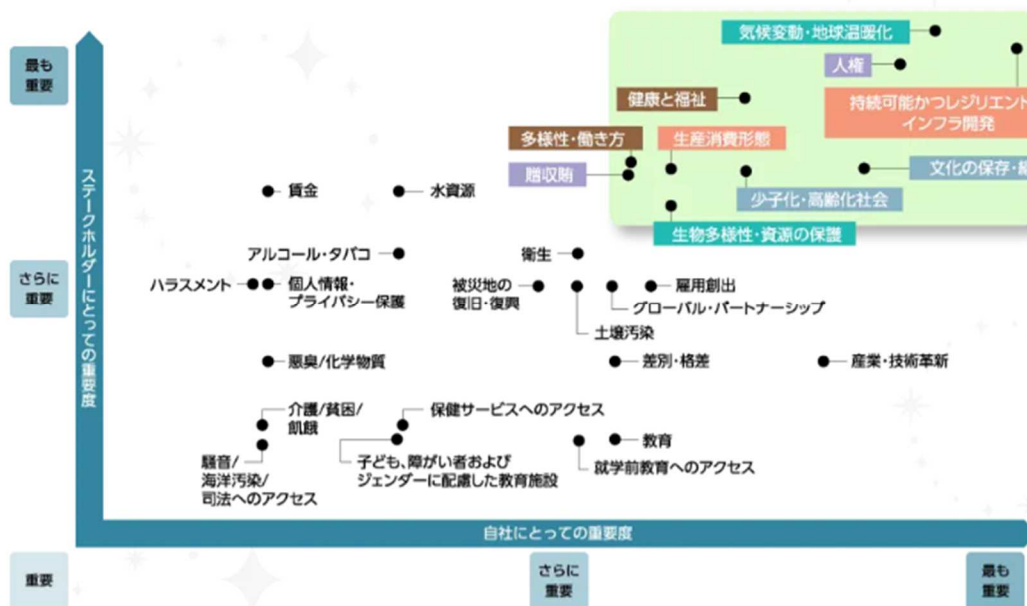 気候変動・地球温暖化
最も
重要
人権
健康と福祉
持続可能かつレジリエント
インフラ開発
多様性・働き方
生産消費形態
贈収賄
文化の保存・
少子化・高齢化社会
賃金
水資源
生物多様性・資源の保護
アルコール・タバコ
衛生
さらに
重要
ハラスメント
個人情報・
プライバシー保護
被災地の
復旧・復興
雇用創出
グローバル・パートナーシップ
土壌汚染
ステークホルダーにとっての重要度
悪臭/化学物質
差別・格差
産業・技術革新
介護/貧困/
飢餓
保健サービスへのアクセス
教育
騒音/
海洋汚染/
司法へのアクセス
子ども、障がい者および
ジェンダーに配慮した教育施設
就学前教育へのアクセス
自社にとっての重要度
重要
さらに
重要
最も
重要